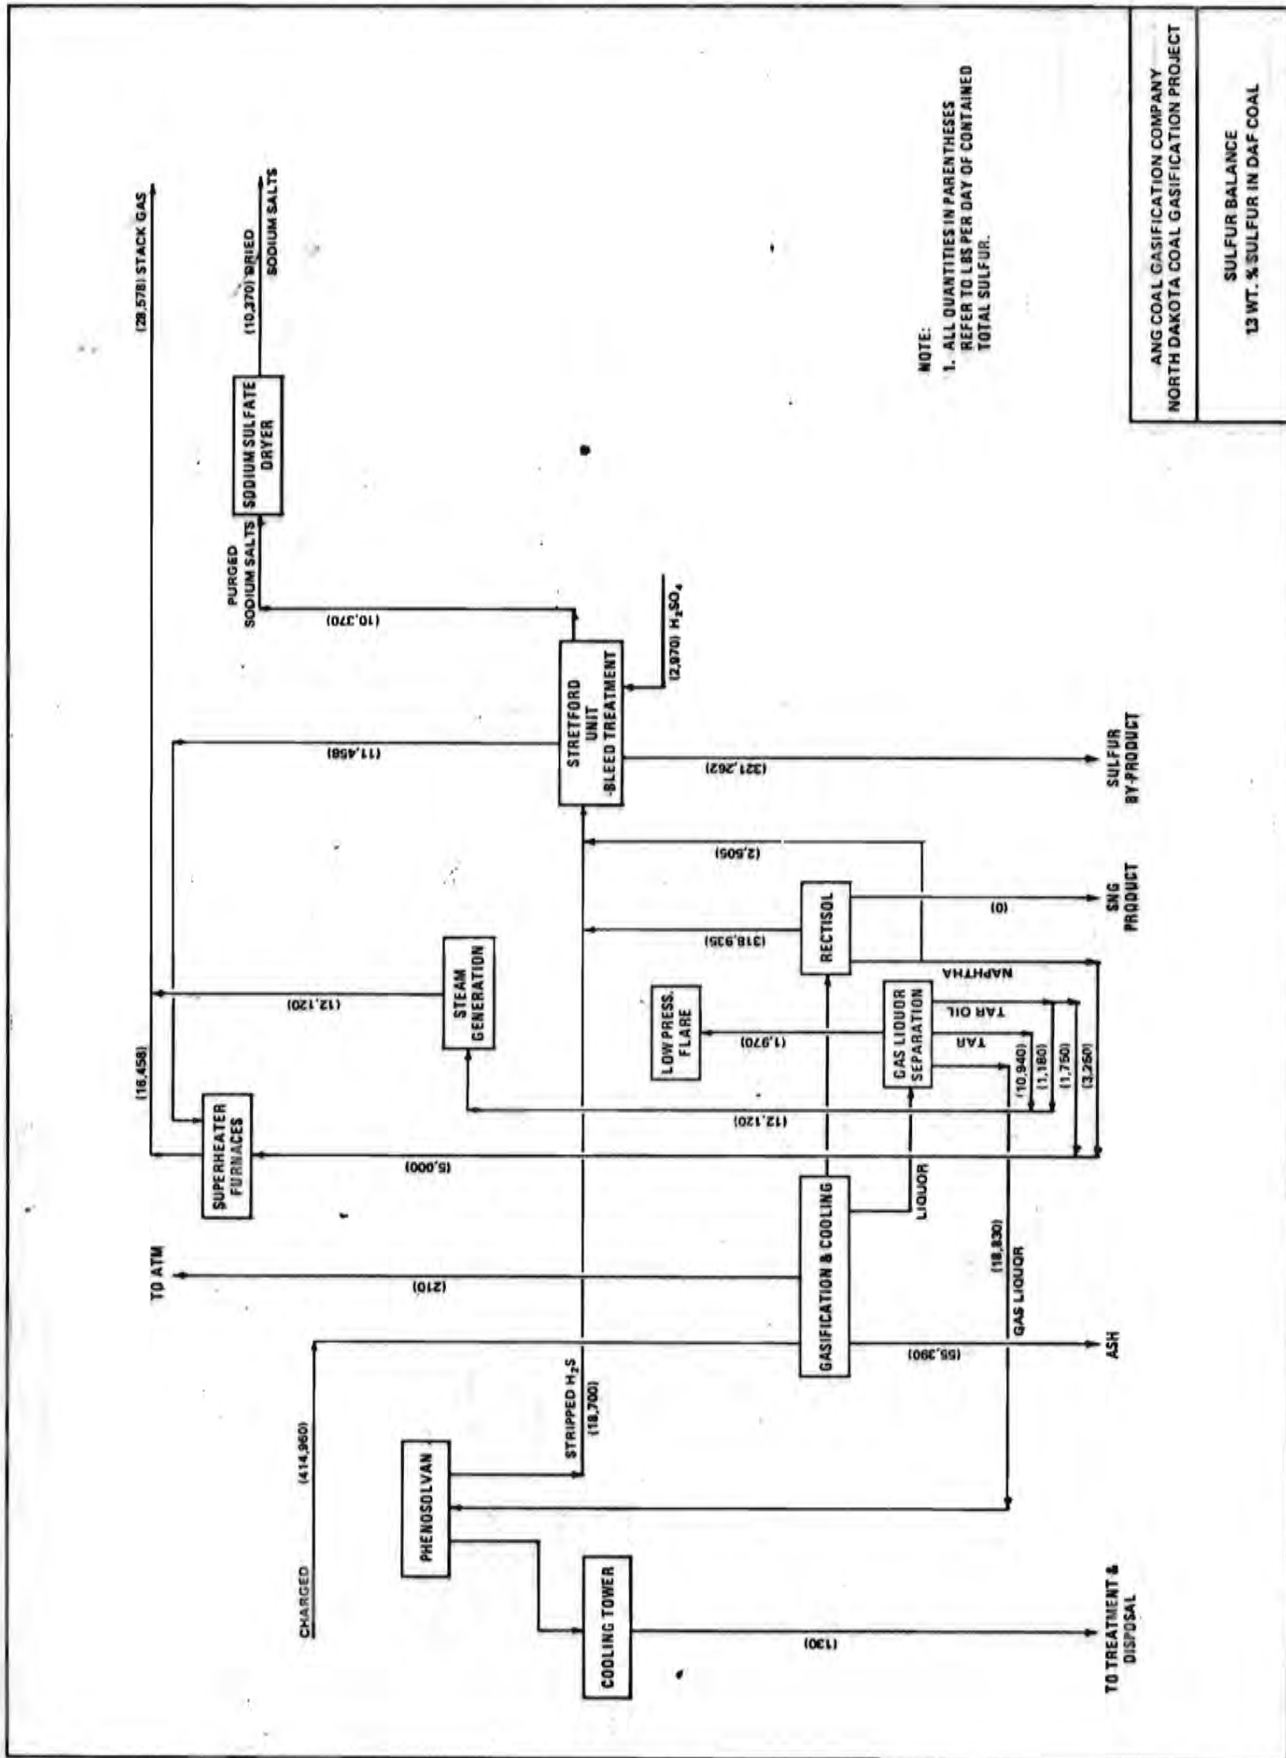 (28,578) STACK GAS
(10,370) DRIED
SODIUM SALTS
SODIUM SULFATE
DRYER
PURGED
SODIUM SALTS
(10,370)
(16,458)
(11,458)
SUPERHEATER
FURNACES
(12,120)
STEAM
GENERATION
STRETFORD
UNIT
-BLEED TREATMENT
(2,970) H₂SO₄
(321,262)
SULFUR
BY-PRODUCT
TO ATM
(210)
(5,000)
(12,120)
LOW PRESS.
FLARE
(1,970)
(318,935)
(2,505)
RECTISOL
(0)
SNG
PRODUCT
NAPHTHA
GAS LIQUOR
SEPARATION
TAR OIL
TAR
(10,940)
(1,180)
(1,750)
(3,250)
CHARGED
(414,960)
PHENOSOLVAN
STRIPPED H₂S
(18,700)
GASIFICATION & COOLING
LIQUOR
(18,830)
GAS LIQUOR
(55,390)
ASH
COOLING TOWER
(130)
TO TREATMENT &
DISPOSAL
NOTE:
1. ALL QUANTITIES IN PARENTHESES
REFER TO LBS PER DAY OF CONTAINED
TOTAL SULFUR.
ANG COAL GASIFICATION COMPANY
NORTH DAKOTA COAL GASIFICATION PROJECT
SULFUR BALANCE
1.3 WT. % SULFUR IN DAF COAL